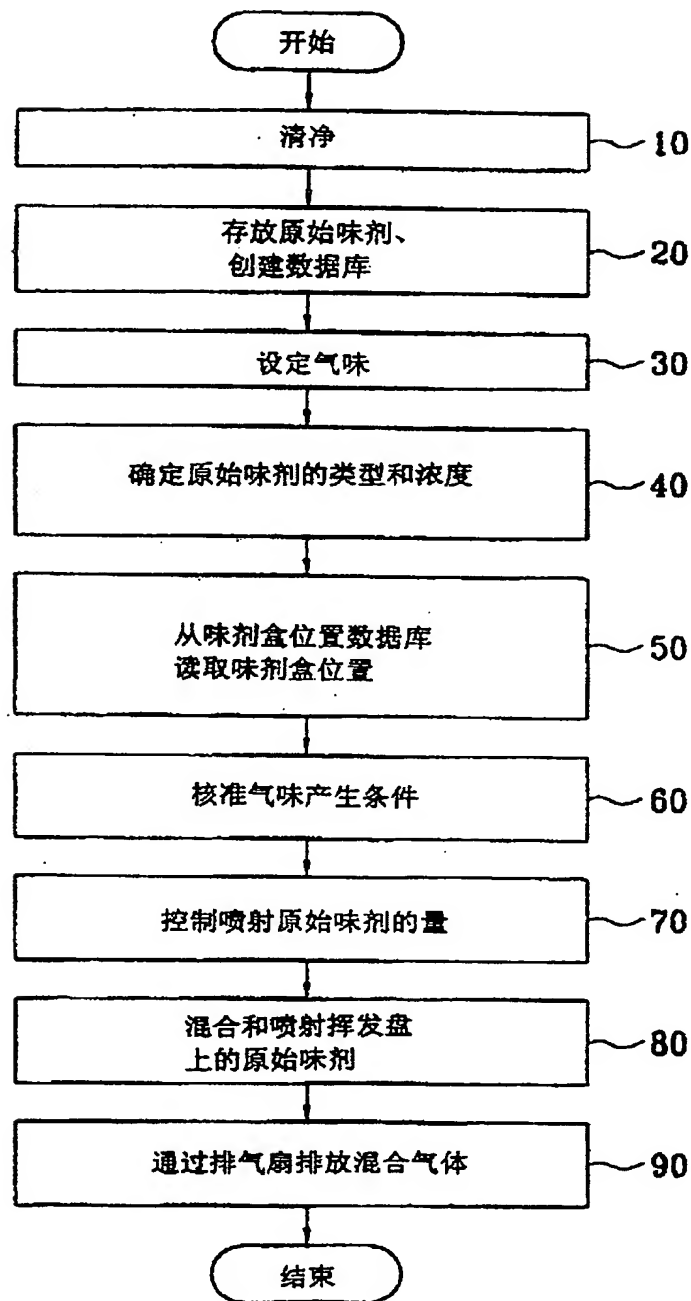 开始
清净
10
存放原始味剂、
创建数据库
20
设定气味
30
确定原始味剂的类型和浓度
40
从味剂盒位置数据库
读取味剂盒位置
50
核准气味产生条件
60
控制喷射原始味剂的量
70
混合和喷射挥发盘
上的原始味剂
80
通过排气扇排放混合气体
90
结束